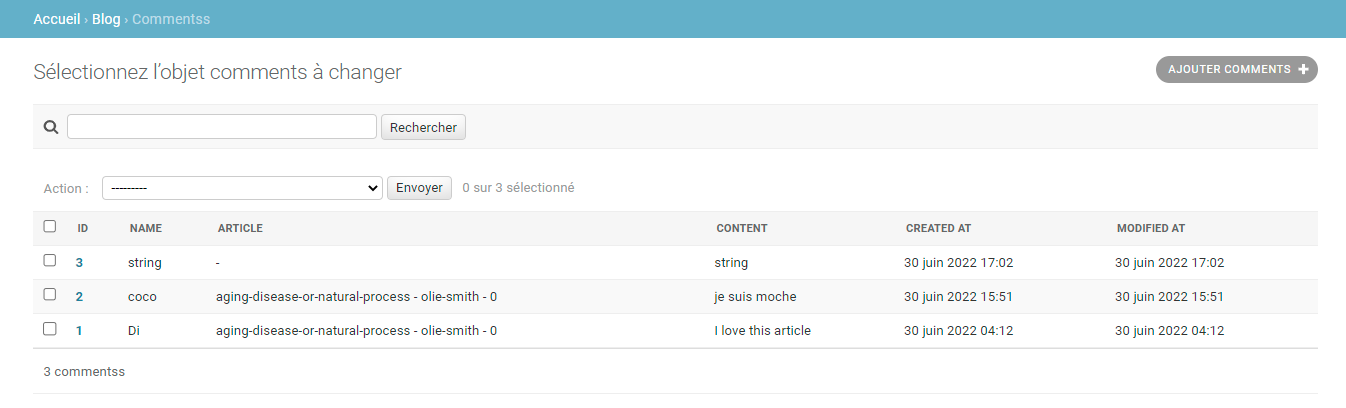 Accueil › Blog › Commentss
Sélectionnez l’objet comments à changer
AJOUTER COMMENTS
Rechercher
Action : --------- Envoyer 0 sur 3 sélectionné
ID NAME ARTICLE CONTENT CREATED AT MODIFIED AT
3 string - string 30 juin 2022 17:02 30 juin 2022 17:02
2 coco aging-disease-or-natural-process - olie-smith - 0 je suis moche 30 juin 2022 15:51 30 juin 2022 15:51
1 Di aging-disease-or-natural-process - olie-smith - 0 I love this article 30 juin 2022 04:12 30 juin 2022 04:12
3 commentss